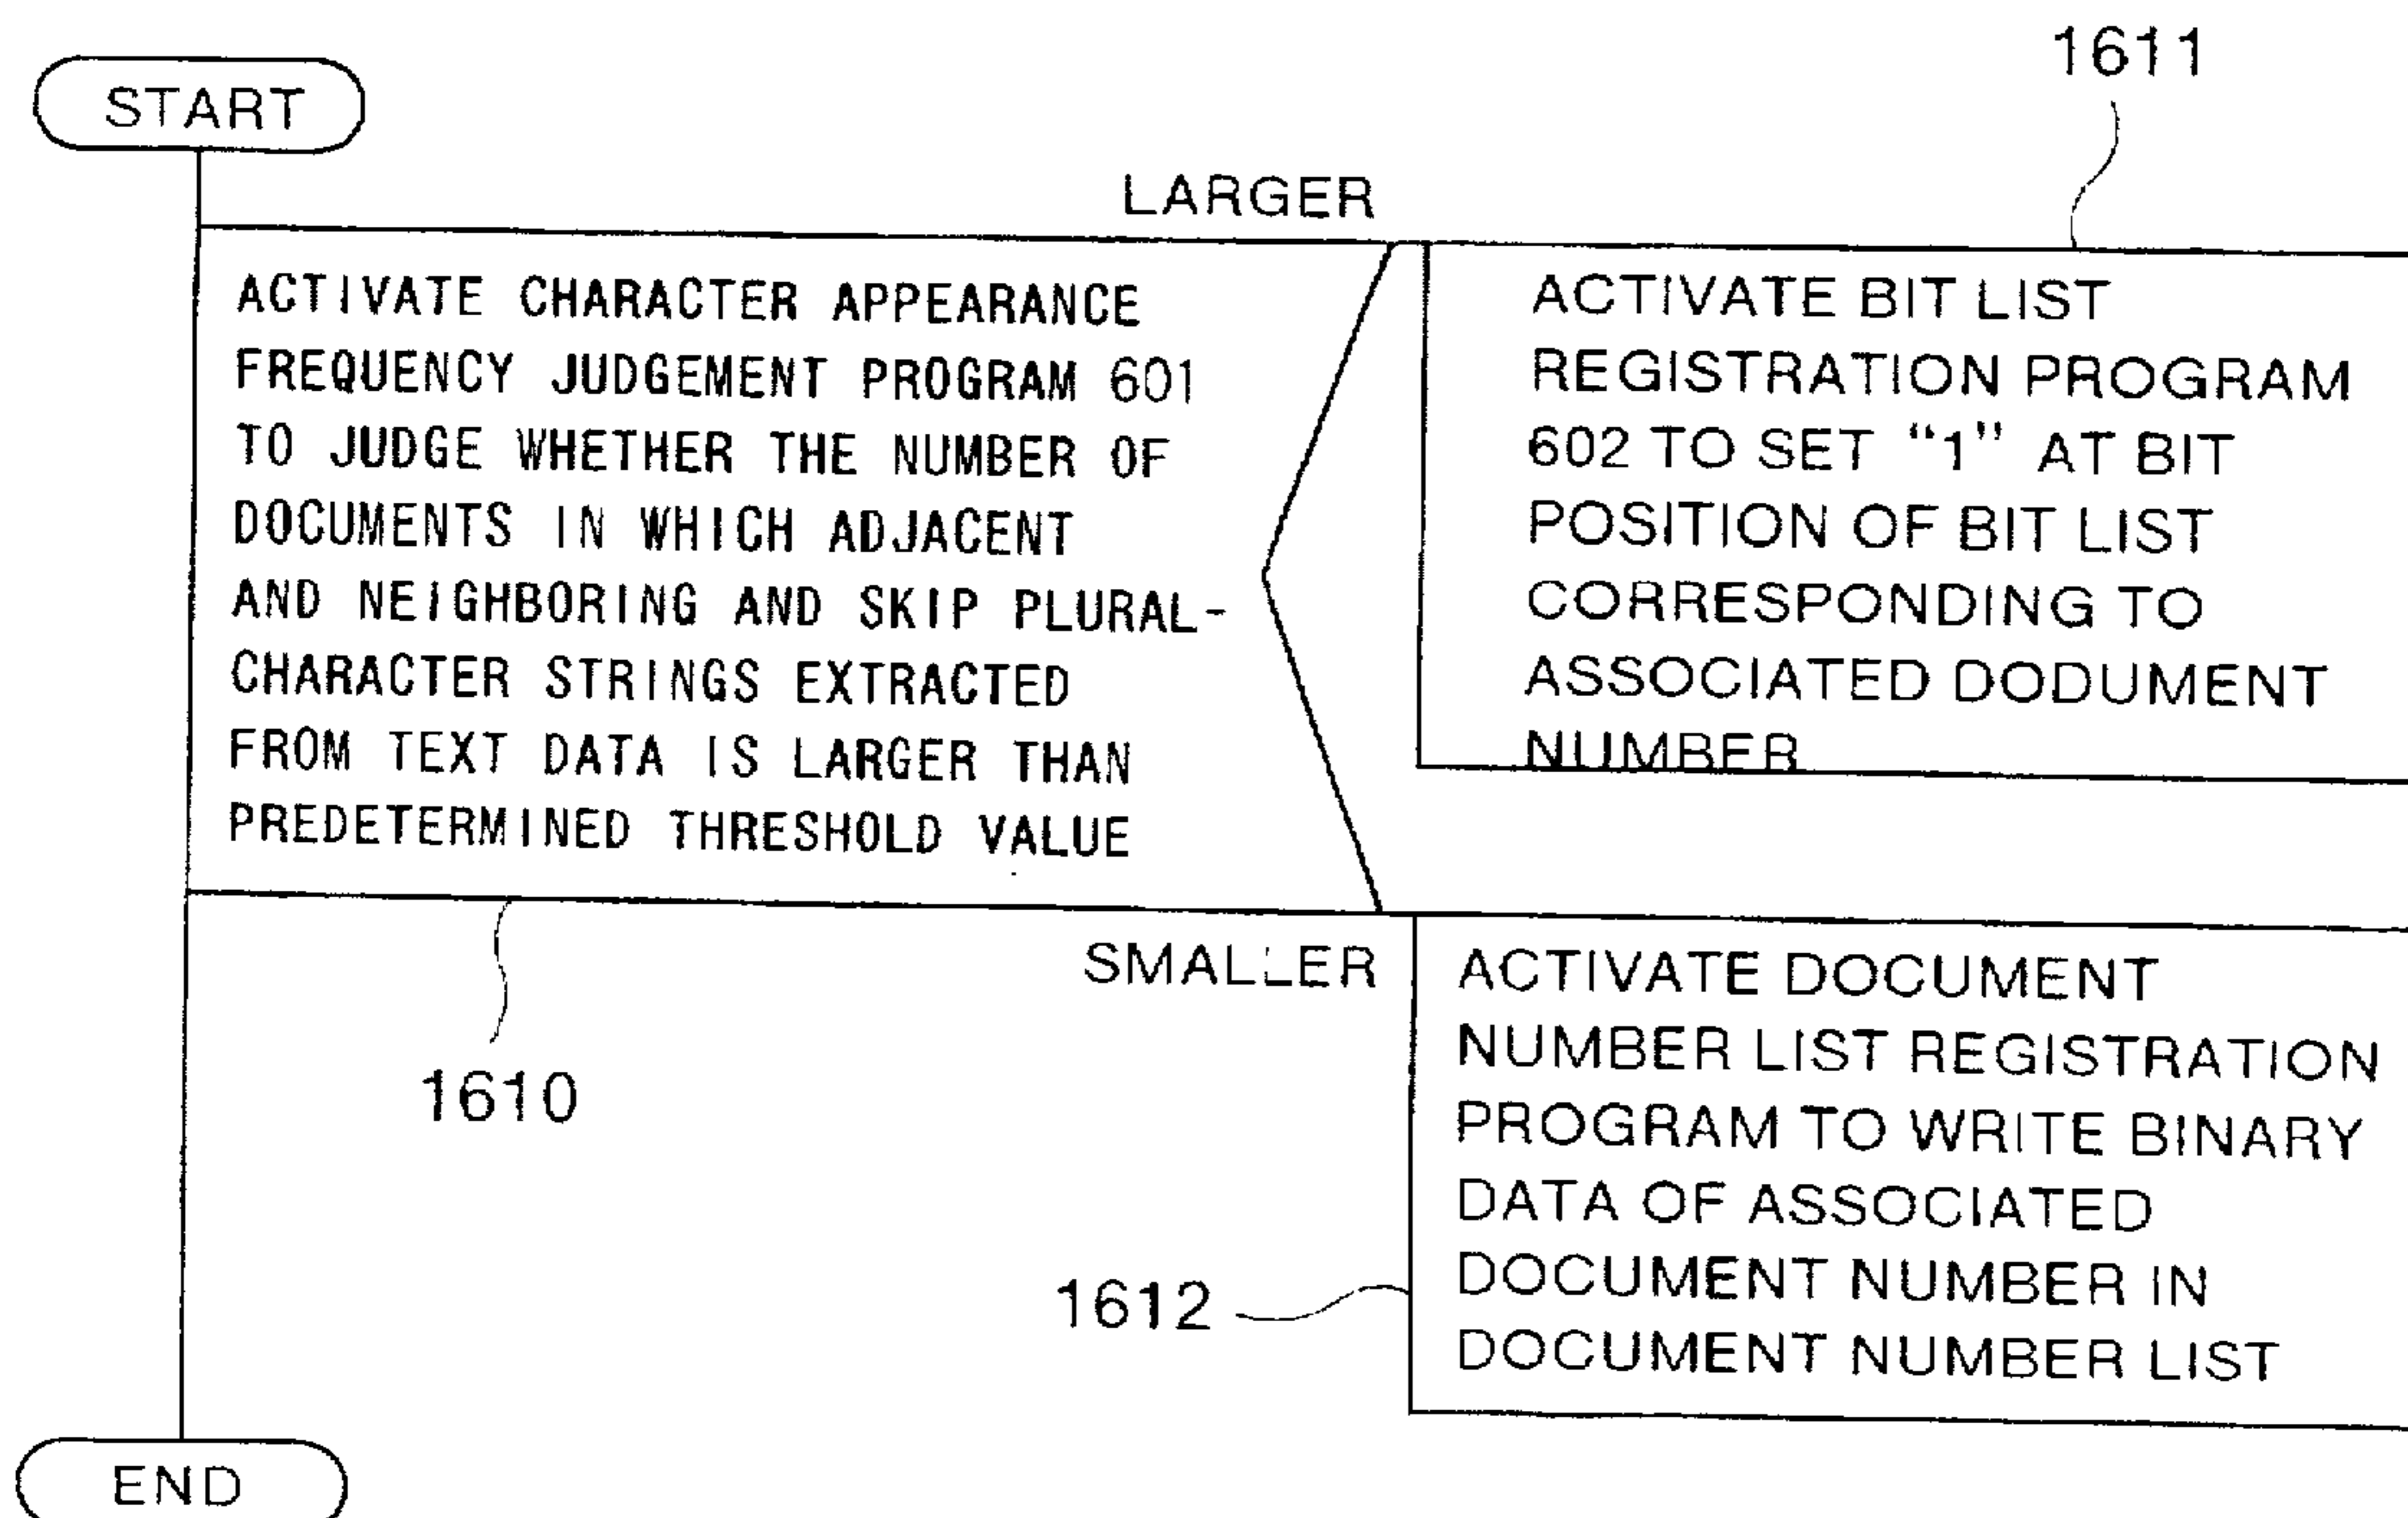 START
1611
LARGER
ACTIVATE CHARACTER APPEARANCE
FREQUENCY JUDGEMENT PROGRAM 601
TO JUDGE WHETHER THE NUMBER OF
DOCUMENTS IN WHICH ADJACENT
AND NEIGHBORING AND SKIP PLURAL-
CHARACTER STRINGS EXTRACTED
FROM TEXT DATA IS LARGER THAN
PREDETERMINED THRESHOLD VALUE
ACTIVATE BIT LIST
REGISTRATION PROGRAM
602 TO SET “1” AT BIT
POSITION OF BIT LIST
CORRESPONDING TO
ASSOCIATED DODUMENT
NUMBER
1610
SMALLER
ACTIVATE DOCUMENT
NUMBER LIST REGISTRATION
PROGRAM TO WRITE BINARY
DATA OF ASSOCIATED
DOCUMENT NUMBER IN
DOCUMENT NUMBER LIST
1612
END